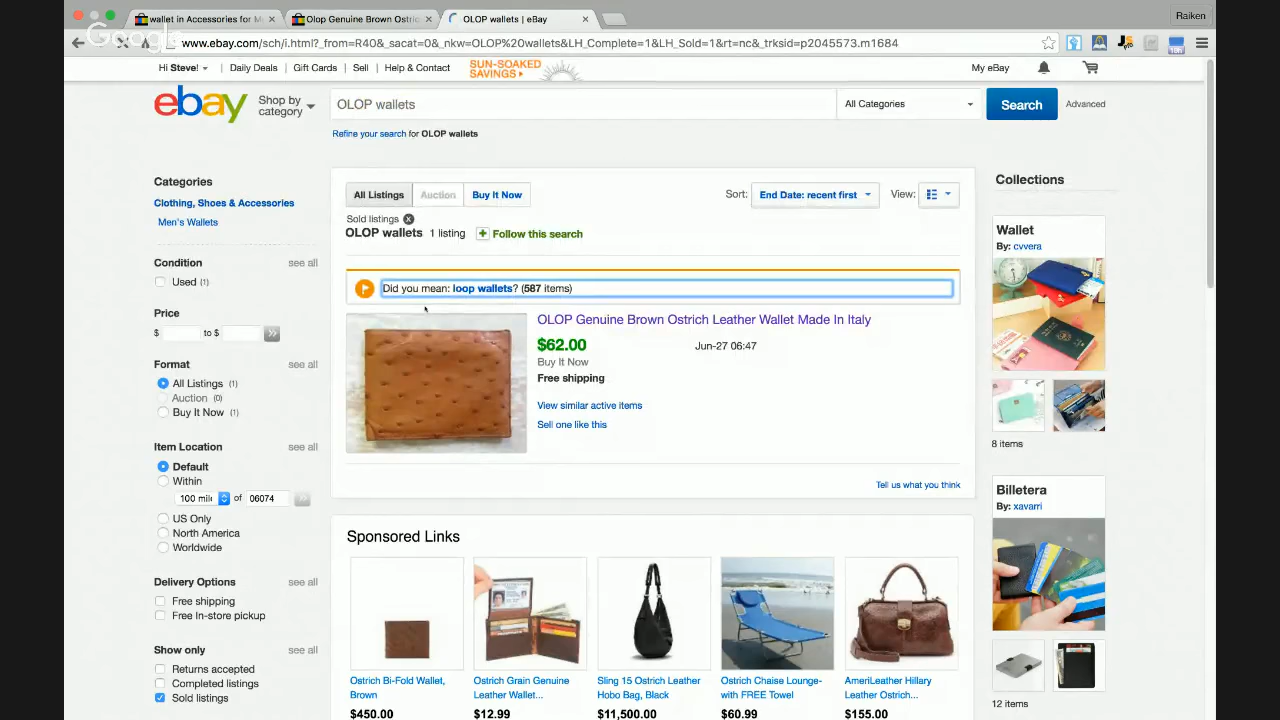 wallet in Accessories for M
Olop Genuine Brown Ostric
OLOP wallets | eBay
Raiken
Google
www.ebay.com/sch/i.html?_from=R40&_sacat=0&_nkw=OLOP%20wallets&LH_Complete=1&LH_Sold=1&rt=nc&_trksid=p2045573.m1684
Hi Steve!
Daily Deals
Gift Cards
Sell
Help & Contact
SUN-SOAKED
SAVINGS
My eBay
ebay
Shop by
category
OLOP wallets
All Categories
Search
Advanced
Refine your search for OLOP wallets
Categories
Clothing, Shoes & Accessories
Men's Wallets
Condition
see all
Used (1)
Price
$ to $
Format
see all
All Listings (1)
Auction (0)
Buy It Now (1)
Item Location
see all
Default
Within
100 mil of 06074
US Only
North America
Worldwide
Delivery Options
see all
Free shipping
Free In-store pickup
Show only
see all
Returns accepted
Completed listings
Sold listings
All Listings
Auction
Buy It Now
Sort:
End Date: recent first
View:
Sold listings
OLOP wallets 1 listing
Follow this search
Did you mean: loop wallets? (587 items)
OLOP Genuine Brown Ostrich Leather Wallet Made In Italy
$62.00
Jun-27 06:47
Buy It Now
Free shipping
View similar active items
Sell one like this
Tell us what you think
Sponsored Links
Ostrich Bi-Fold Wallet,
Brown
$450.00
Ostrich Grain Genuine
Leather Wallet...
$12.99
Sling 15 Ostrich Leather
Hobo Bag, Black
$11,500.00
Ostrich Chaise Lounge-
with FREE Towel
$60.99
AmeriLeather Hillary
Leather Ostrich...
$155.00
Collections
Wallet
By: cvvera
8 items
Billetera
By: xavarri
12 items